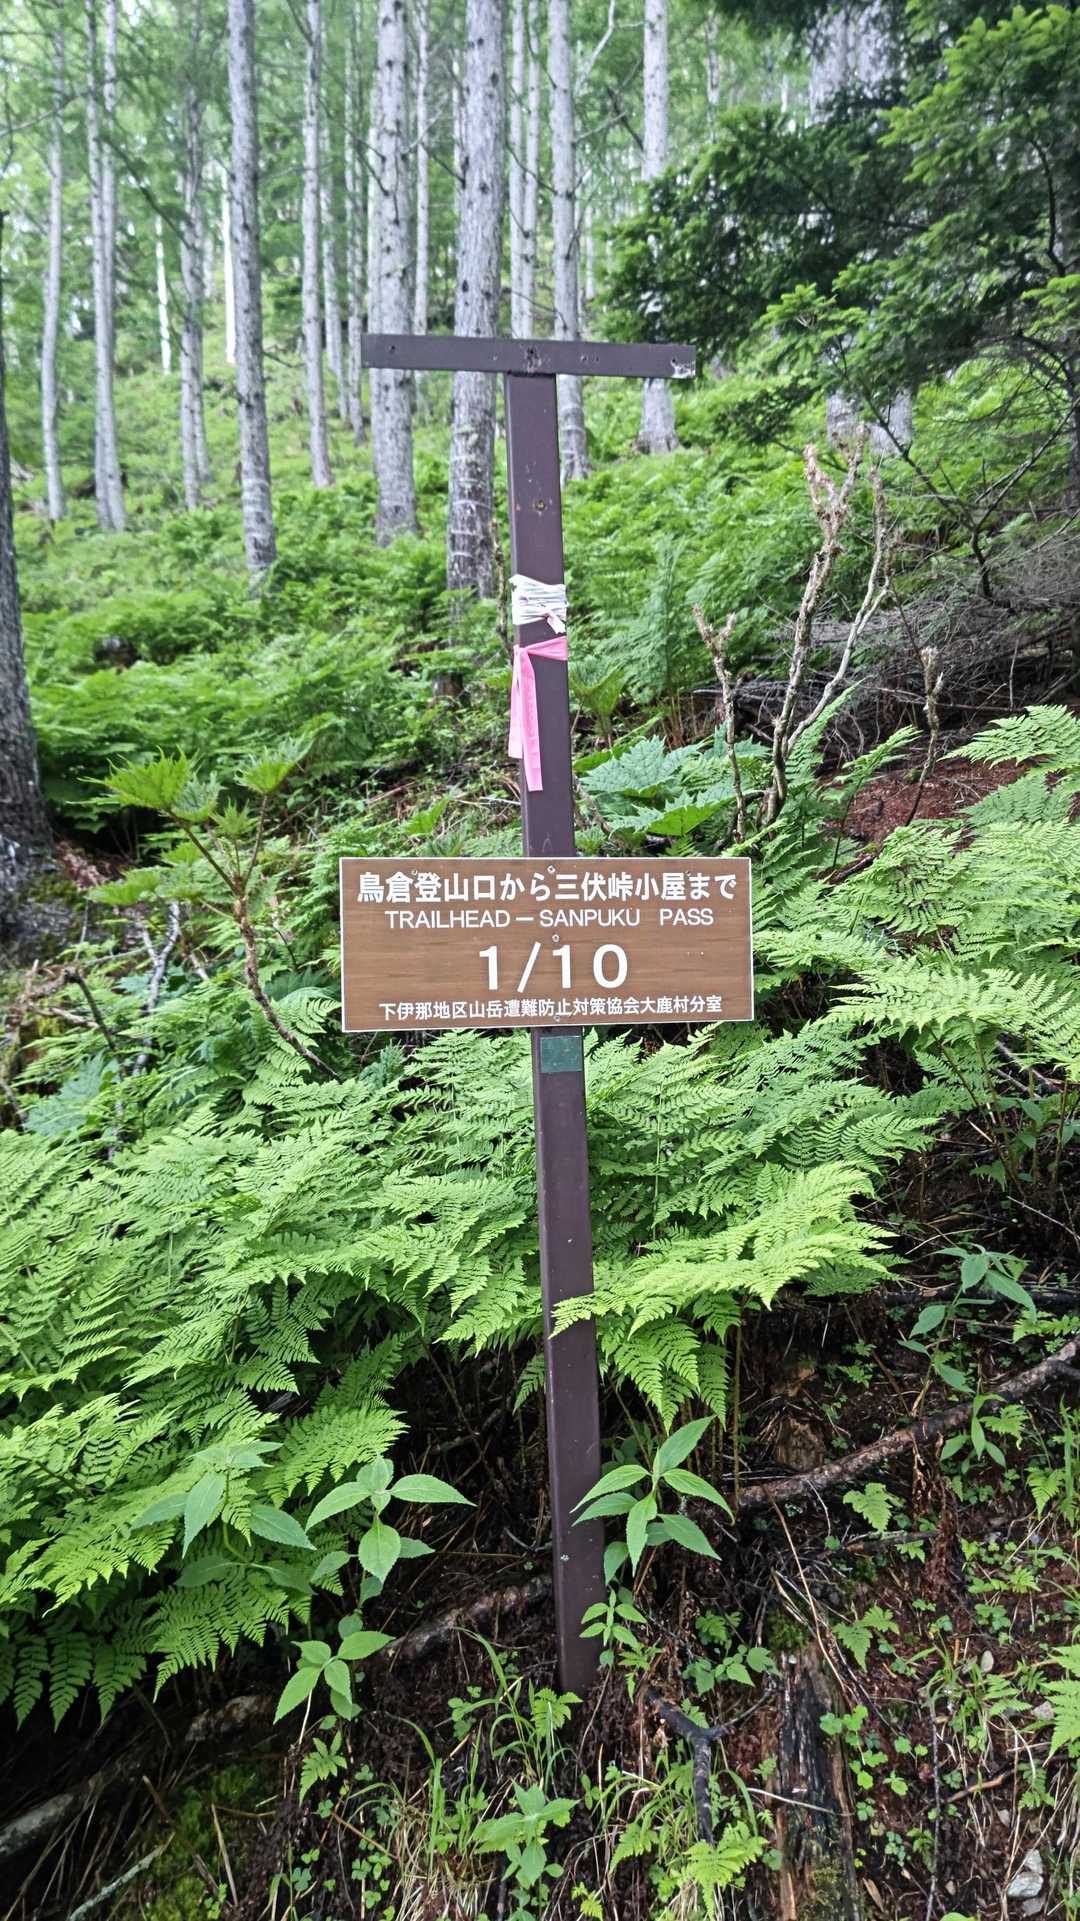 鳥倉登山口から三伏峠小屋まで
TRAILHEAD － SANPUKU PASS
1/10
下伊那地区山岳遭難防止対策協会大鹿村分室